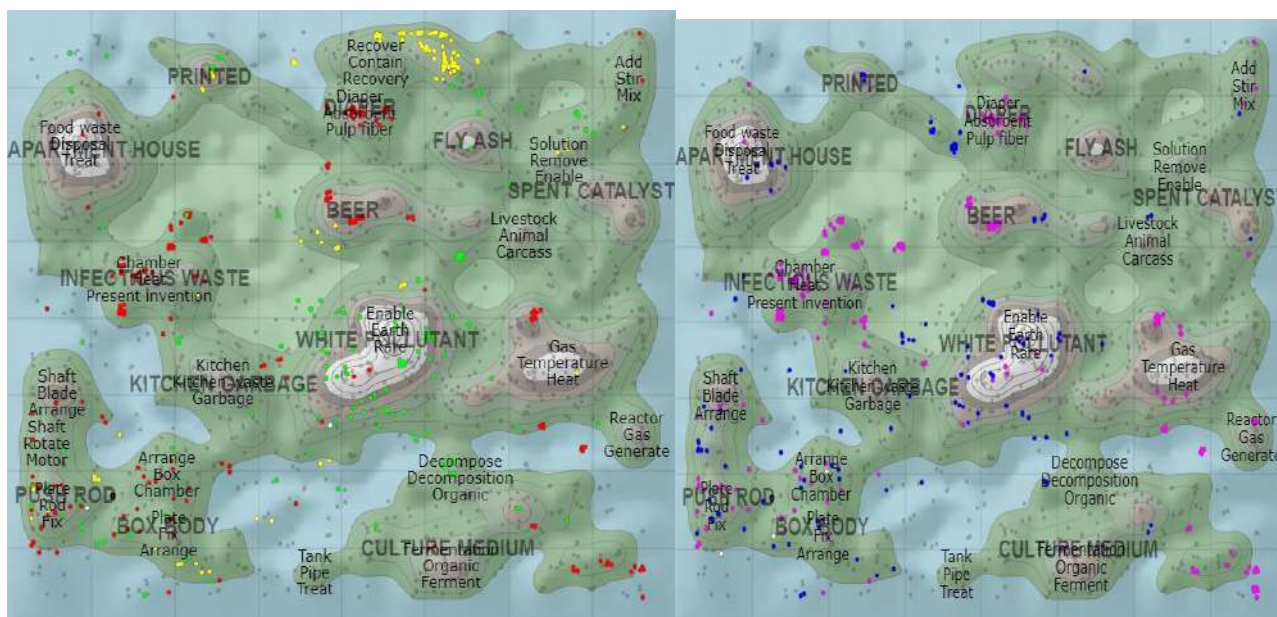 Recover
Contain
Recovery
PRINTED
Add
Stir
Mix
Diaper
DIAPER
Absorbent
Pulp fiber
Food waste
Disposal
Treat
APARTMENT HOUSE
FLY ASH
Solution
Remove
Enable
SPENT CATALYST
BEER
Livestock
Animal
Carcass
Chamber
Heat
INFECTIOUS WASTE
Present Invention
Enable
Earth
Rare
WHITE POLLUTANT
Gas
Temperature
Heat
Kitchen
Kitchen waste
KITCHEN GARBAGE
Garbage
Shaft
Blade
Arrange
Shaft
Rotate
Motor
Reactor
Gas
Generate
Arrange
Box
Chamber
Decompose
Decomposition
Organic
Plate
PUSH ROD
Rod
Fix
Plate
BOX BODY
Fix
Arrange
Tank
Pipe
Treat
CULTURE MEDIUM
Fermentation
Organic
Ferment
PRINTED
Add
Stir
Mix
Diaper
DIAPER
Absorbent
Pulp fiber
Food waste
Disposal
Treat
APARTMENT HOUSE
FLY ASH
Solution
Remove
Enable
SPENT CATALYST
BEER
Livestock
Animal
Carcass
Chamber
Heat
INFECTIOUS WASTE
Present Invention
Enable
Earth
Rare
WHITE POLLUTANT
Gas
Temperature
Heat
Kitchen
Kitchen waste
KITCHEN GARBAGE
Garbage
Shaft
Blade
Arrange
Reactor
Gas
Generate
Arrange
Box
Chamber
Decompose
Decomposition
Organic
Plate
PUSH ROD
Rod
Fix
Plate
BOX BODY
Fix
Arrange
Tank
Pipe
Treat
CULTURE MEDIUM
Fermentation
Organic
Ferment